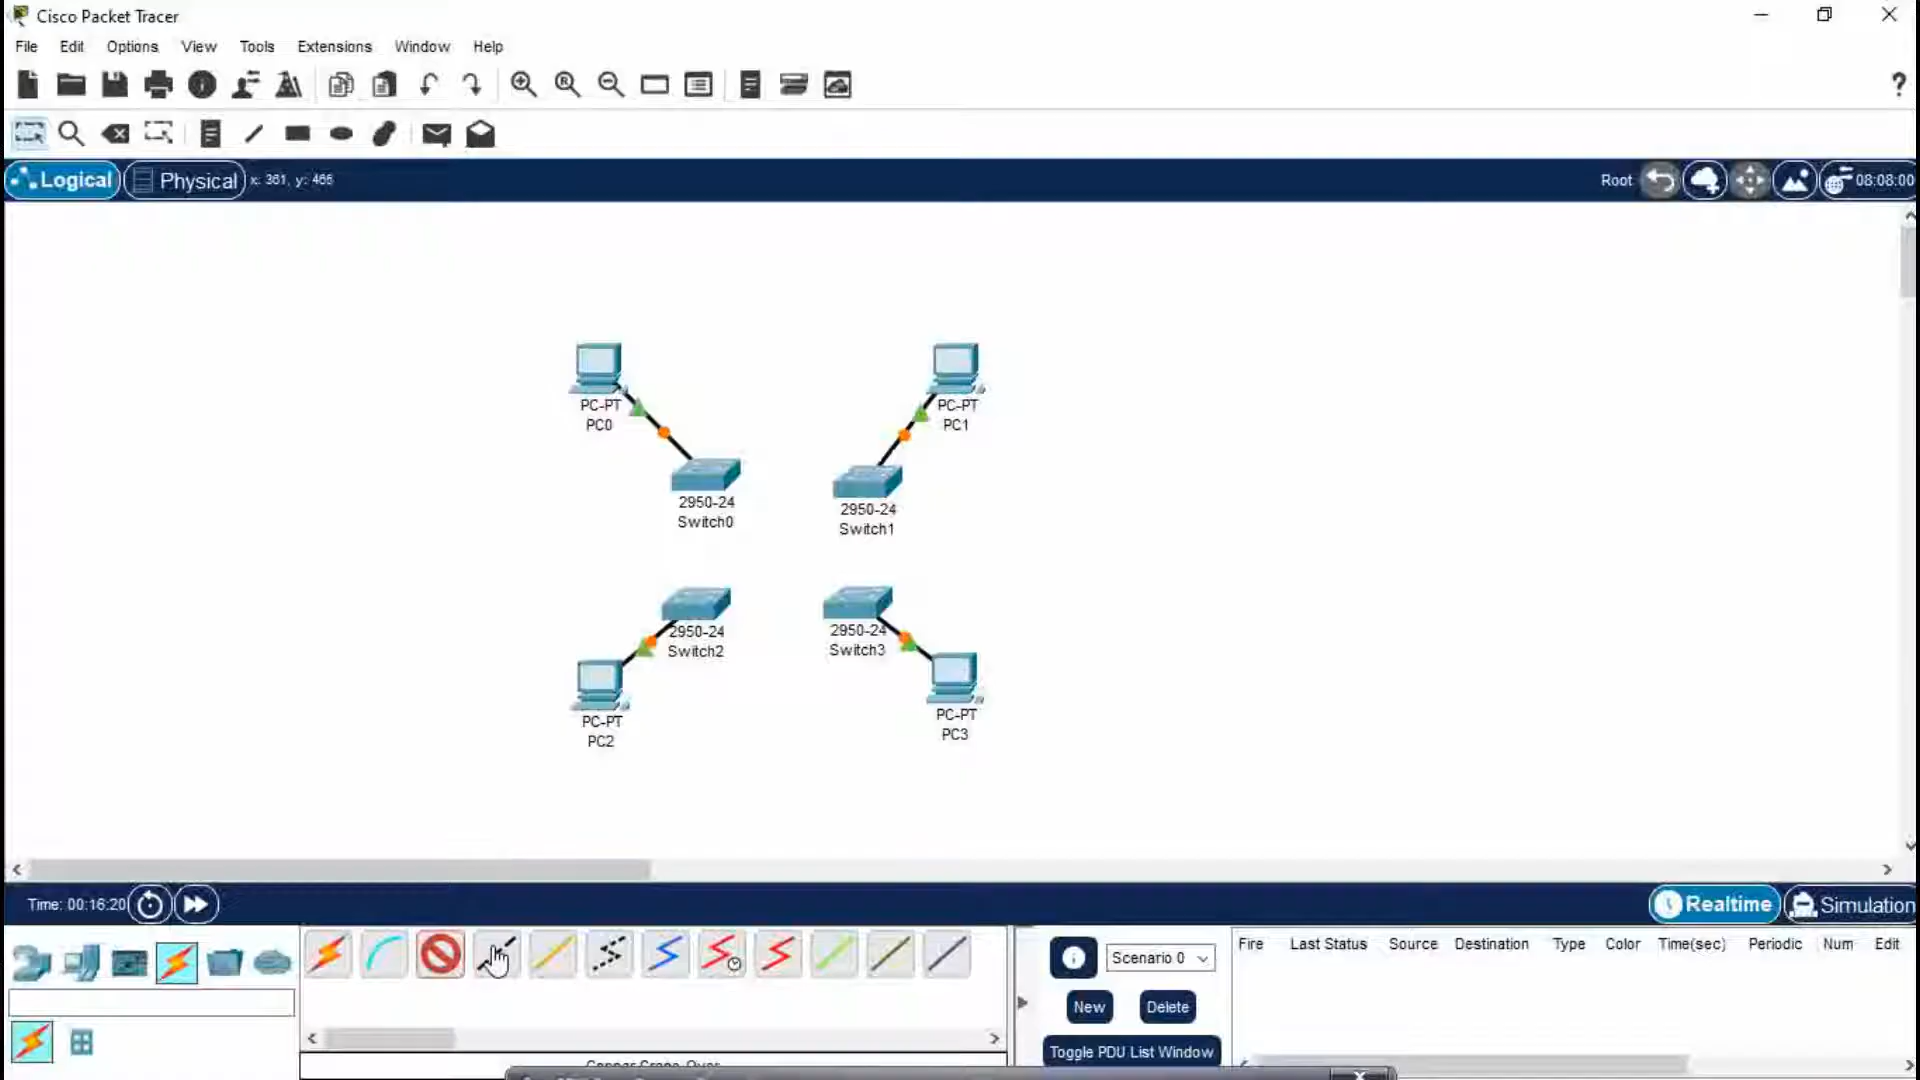 Cisco Packet Tracer
File Edit Options View Tools Extensions Window Help
?
Logical Physical x: 361, y: 466 Root 08:08:00
PC-PT
PC0
PC-PT
PC1
2950-24
Switch0
2950-24
Switch1
2950-24
Switch2
2950-24
Switch3
PC-PT
PC2
PC-PT
PC3
Time: 00:16:20 Realtime Simulation
Scenario 0
New Delete
Toggle PDU List Window
Fire Last Status Source Destination Type Color Time(sec) Periodic Num Edit
Copper Cross-Over